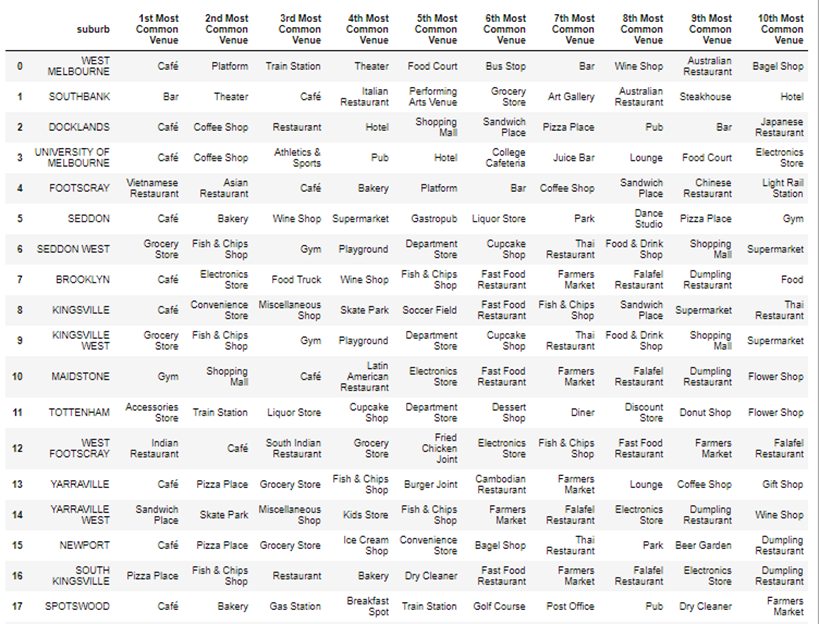 suburb 1st Most Common Venue 2nd Most Common Venue 3rd Most Common Venue 4th Most Common Venue 5th Most Common Venue 6th Most Common Venue 7th Most Common Venue 8th Most Common Venue 9th Most Common Venue 10th Most Common Venue
0 WEST MELBOURNE Café Platform Train Station Theater Food Court Bus Stop Bar Wine Shop Australian Restaurant Bagel Shop
1 SOUTHBANK Bar Theater Café Italian Restaurant Performing Arts Venue Grocery Store Art Gallery Australian Restaurant Steakhouse Hotel
2 DOCKLANDS Café Coffee Shop Restaurant Hotel Shopping Mall Sandwich Place Pizza Place Pub Bar Japanese Restaurant
3 UNIVERSITY OF MELBOURNE Café Coffee Shop Athletics & Sports Pub Hotel College Cafeteria Juice Bar Lounge Food Court Electronics Store
4 FOOTSCRAY Vietnamese Restaurant Asian Restaurant Café Bakery Platform Bar Coffee Shop Sandwich Place Chinese Restaurant Light Rail Station
5 SEDDON Café Bakery Wine Shop Supermarket Gastropub Liquor Store Park Dance Studio Pizza Place Gym
6 SEDDON WEST Grocery Store Fish & Chips Shop Gym Playground Department Store Cupcake Shop Thai Restaurant Food & Drink Shop Shopping Mall Supermarket
7 BROOKLYN Café Electronics Store Food Truck Wine Shop Fish & Chips Shop Fast Food Restaurant Farmers Market Falafel Restaurant Dumpling Restaurant Food
8 KINGSVILLE Café Convenience Store Miscellaneous Shop Skate Park Soccer Field Fast Food Restaurant Fish & Chips Shop Sandwich Place Supermarket Thai Restaurant
9 KINGSVILLE WEST Grocery Store Fish & Chips Shop Gym Playground Department Store Cupcake Shop Thai Restaurant Food & Drink Shop Shopping Mall Supermarket
10 MAIDSTONE Gym Shopping Mall Café Latin American Restaurant Electronics Store Fast Food Restaurant Farmers Market Falafel Restaurant Dumpling Restaurant Flower Shop
11 TOTTENHAM Accessories Store Train Station Liquor Store Cupcake Shop Department Store Dessert Shop Diner Discount Store Donut Shop Flower Shop
12 WEST FOOTSCRAY Indian Restaurant Café South Indian Restaurant Grocery Store Fried Chicken Joint Electronics Store Fish & Chips Shop Fast Food Restaurant Farmers Market Falafel Restaurant
13 YARRAVILLE Café Pizza Place Grocery Store Fish & Chips Shop Burger Joint Cambodian Restaurant Farmers Market Lounge Coffee Shop Gift Shop
14 YARRAVILLE WEST Sandwich Place Skate Park Miscellaneous Shop Kids Store Fish & Chips Shop Farmers Market Falafel Restaurant Electronics Store Dumpling Restaurant Wine Shop
15 NEWPORT Café Pizza Place Grocery Store Ice Cream Shop Convenience Store Bagel Shop Thai Restaurant Park Beer Garden Dumpling Restaurant
16 SOUTH KINGSVILLE Pizza Place Fish & Chips Shop Restaurant Bakery Dry Cleaner Fast Food Restaurant Farmers Market Falafel Restaurant Electronics Store Dumpling Restaurant
17 SPOTSWOOD Café Bakery Gas Station Breakfast Spot Train Station Golf Course Post Office Pub Dry Cleaner Farmers Market